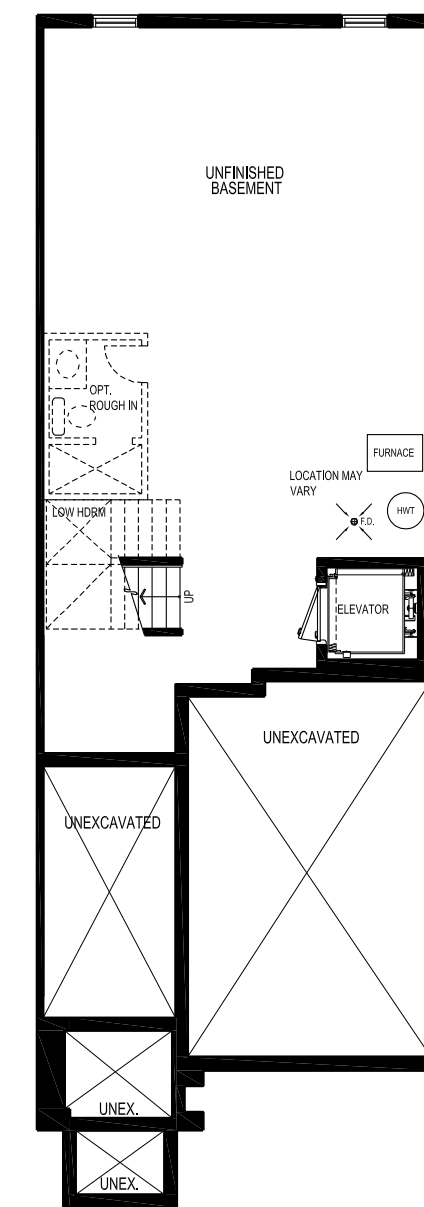 UNFINISHED
BASEMENT
OPT.
ROUGH IN
FURNACE
LOCATION MAY
VARY
HWT
F.D.
LOW HDRM
UP
ELEVATOR
UNEXCAVATED
UNEXCAVATED
UNEX.
UNEX.